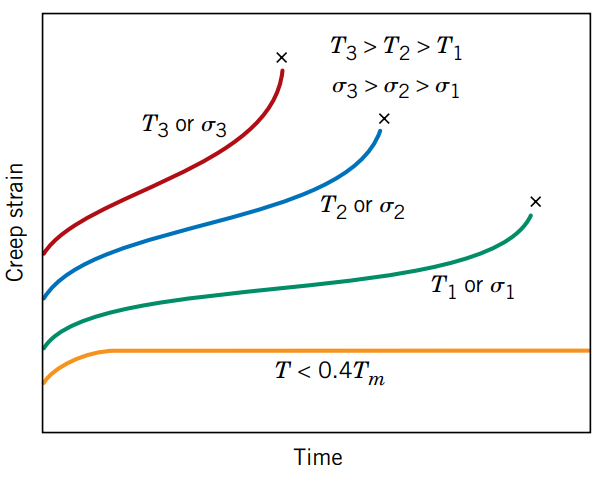 T₃ > T₂ > T₁
σ₃ > σ₂ > σ₁
T₃ or σ₃
T₂ or σ₂
T₁ or σ₁
T < 0.4Tₘ
Creep strain
Time